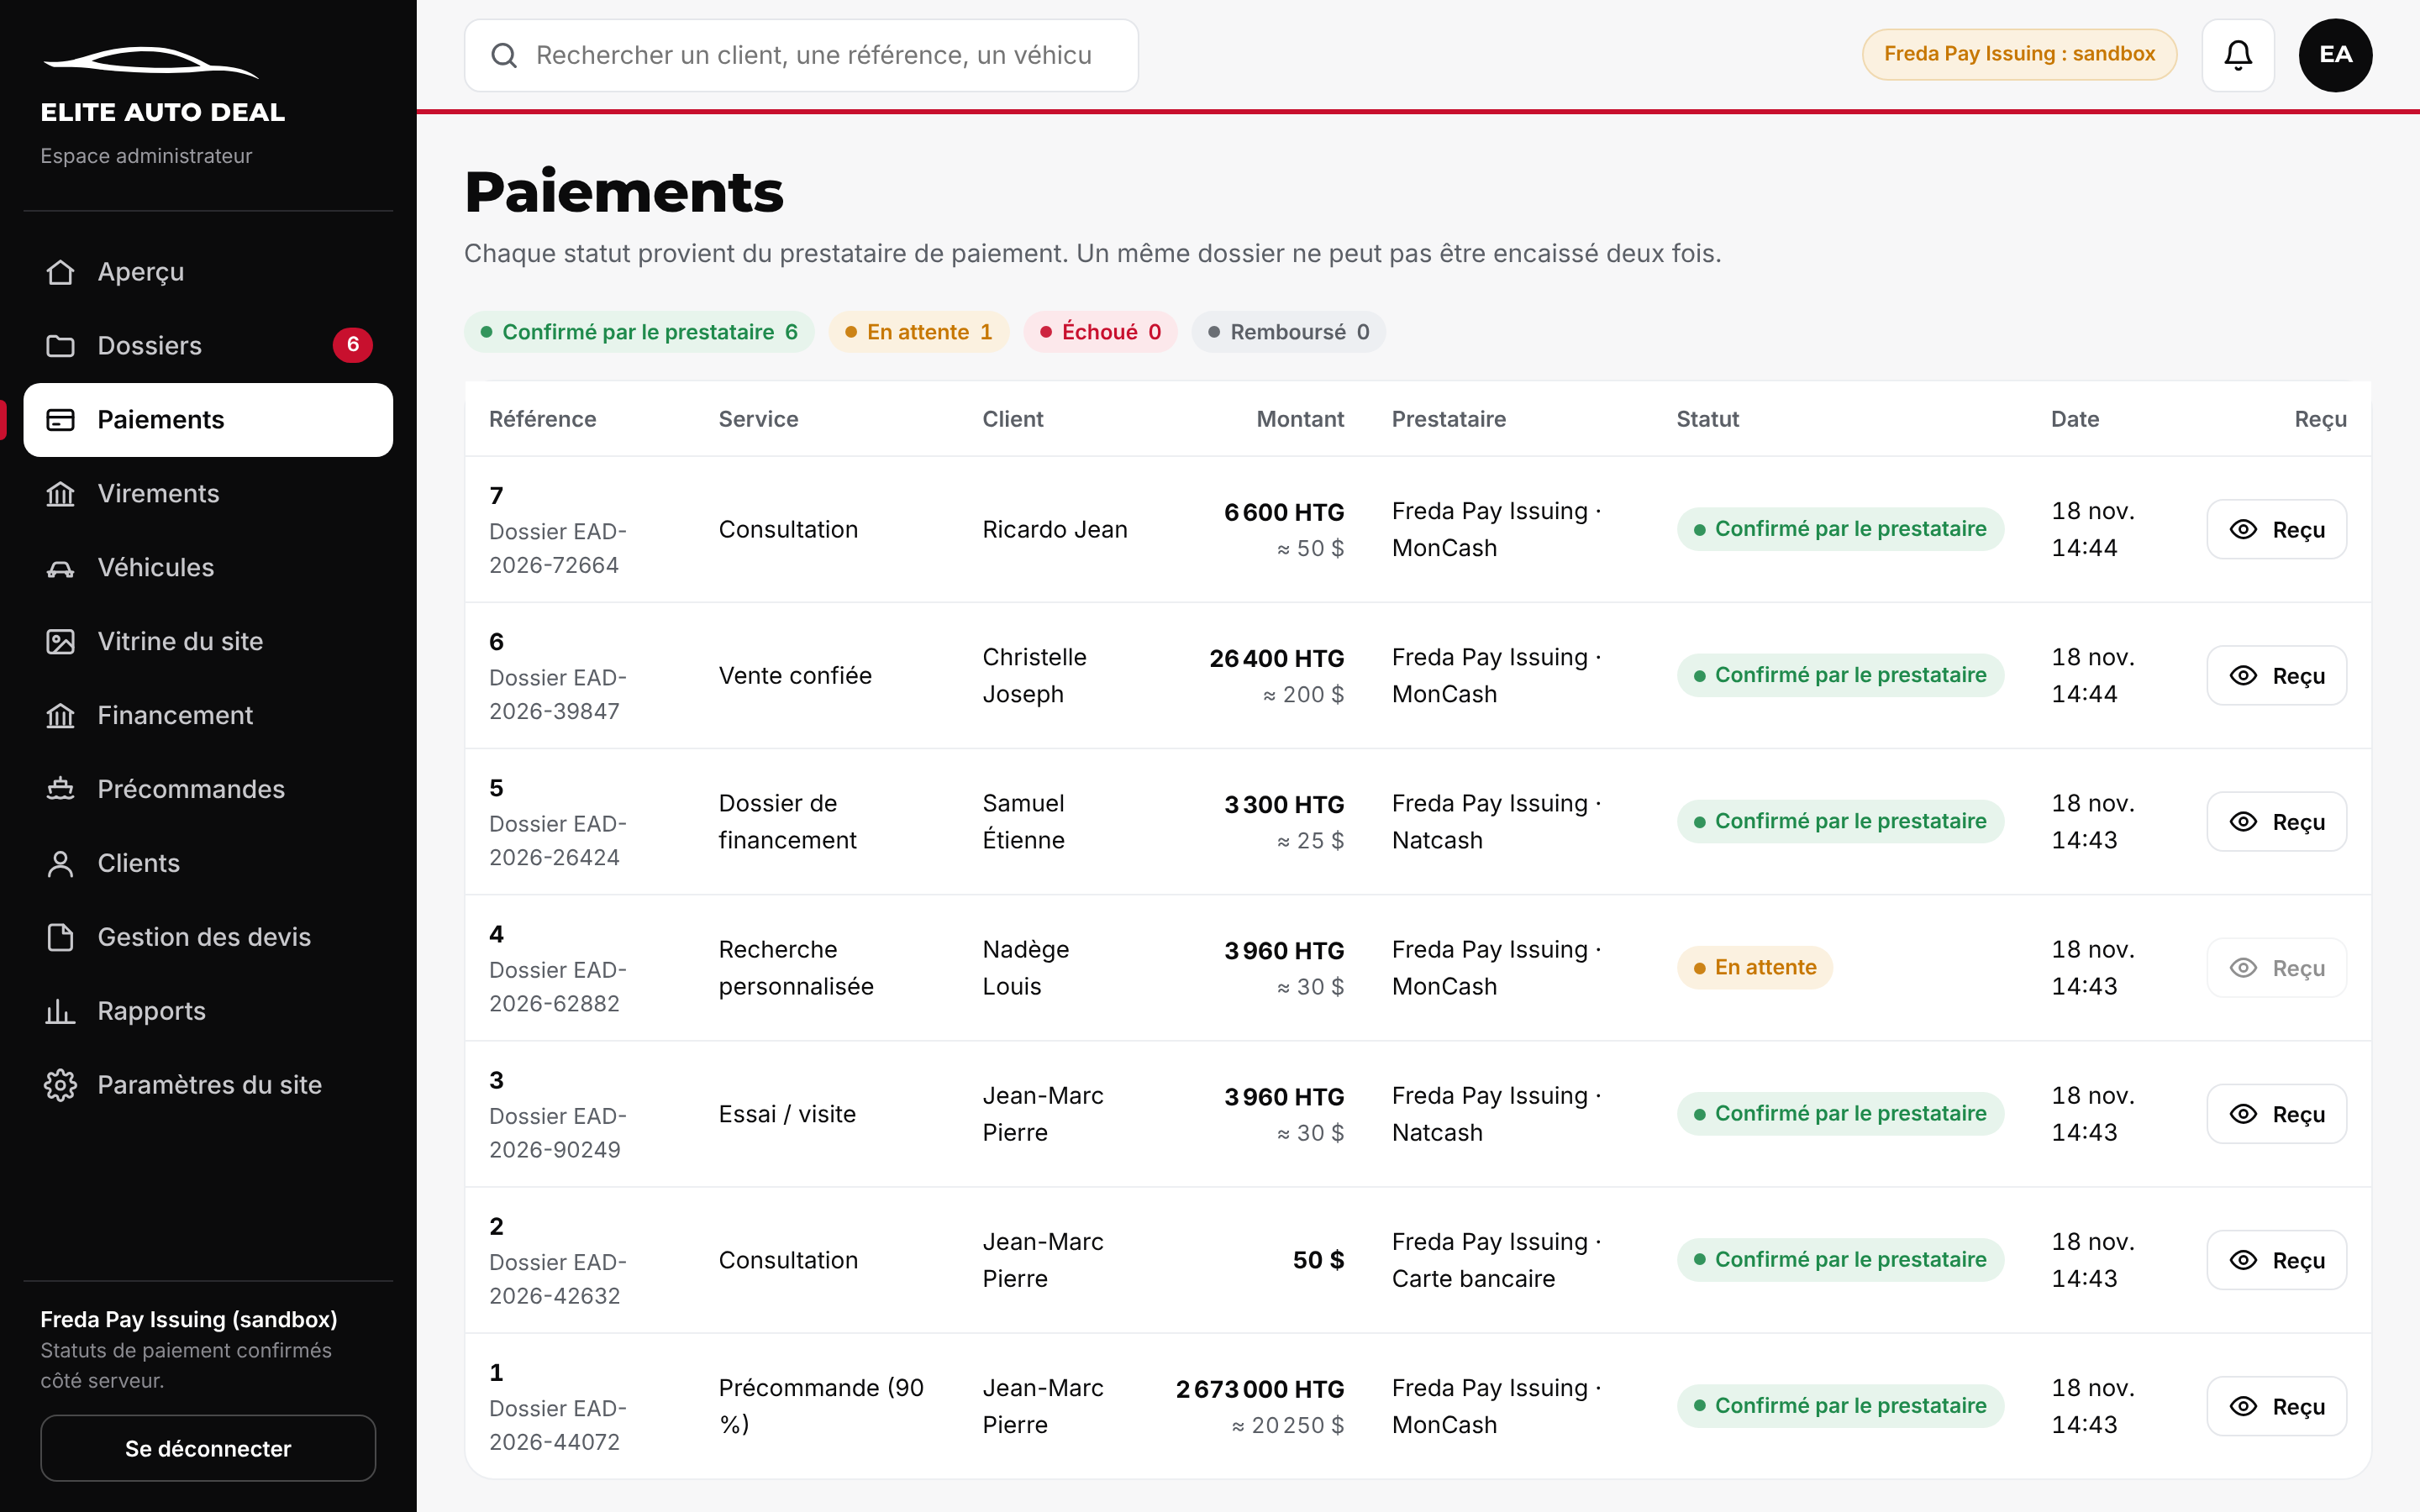 ELITE AUTO DEAL
Espace administrateur
Aperçu
Dossiers 6
Paiements
Virements
Véhicules
Vitrine du site
Financement
Précommandes
Clients
Gestion des devis
Rapports
Paramètres du site
Freda Pay Issuing (sandbox)
Statuts de paiement confirmés
côté serveur.
Se déconnecter
Rechercher un client, une référence, un véhicu
Freda Pay Issuing : sandbox
EA
Paiements
Chaque statut provient du prestataire de paiement. Un même dossier ne peut pas être encaissé deux fois.
Confirmé par le prestataire 6 En attente 1 Échoué 0 Remboursé 0
Référence Service Client Montant Prestataire Statut Date Reçu
7
Dossier EAD-
2026-72664
Consultation
Ricardo Jean
6 600 HTG
≈ 50 $
Freda Pay Issuing ·
MonCash
Confirmé par le prestataire
18 nov.
14:44
Reçu
6
Dossier EAD-
2026-39847
Vente confiée
Christelle
Joseph
26 400 HTG
≈ 200 $
Freda Pay Issuing ·
MonCash
Confirmé par le prestataire
18 nov.
14:44
Reçu
5
Dossier EAD-
2026-26424
Dossier de
financement
Samuel
Étienne
3 300 HTG
≈ 25 $
Freda Pay Issuing ·
Natcash
Confirmé par le prestataire
18 nov.
14:43
Reçu
4
Dossier EAD-
2026-62882
Recherche
personnalisée
Nadège
Louis
3 960 HTG
≈ 30 $
Freda Pay Issuing ·
MonCash
En attente
18 nov.
14:43
Reçu
3
Dossier EAD-
2026-90249
Essai / visite
Jean-Marc
Pierre
3 960 HTG
≈ 30 $
Freda Pay Issuing ·
Natcash
Confirmé par le prestataire
18 nov.
14:43
Reçu
2
Dossier EAD-
2026-42632
Consultation
Jean-Marc
Pierre
50 $
Freda Pay Issuing ·
Carte bancaire
Confirmé par le prestataire
18 nov.
14:43
Reçu
1
Dossier EAD-
2026-44072
Précommande (90
%)
Jean-Marc
Pierre
2 673 000 HTG
≈ 20 250 $
Freda Pay Issuing ·
MonCash
Confirmé par le prestataire
18 nov.
14:43
Reçu